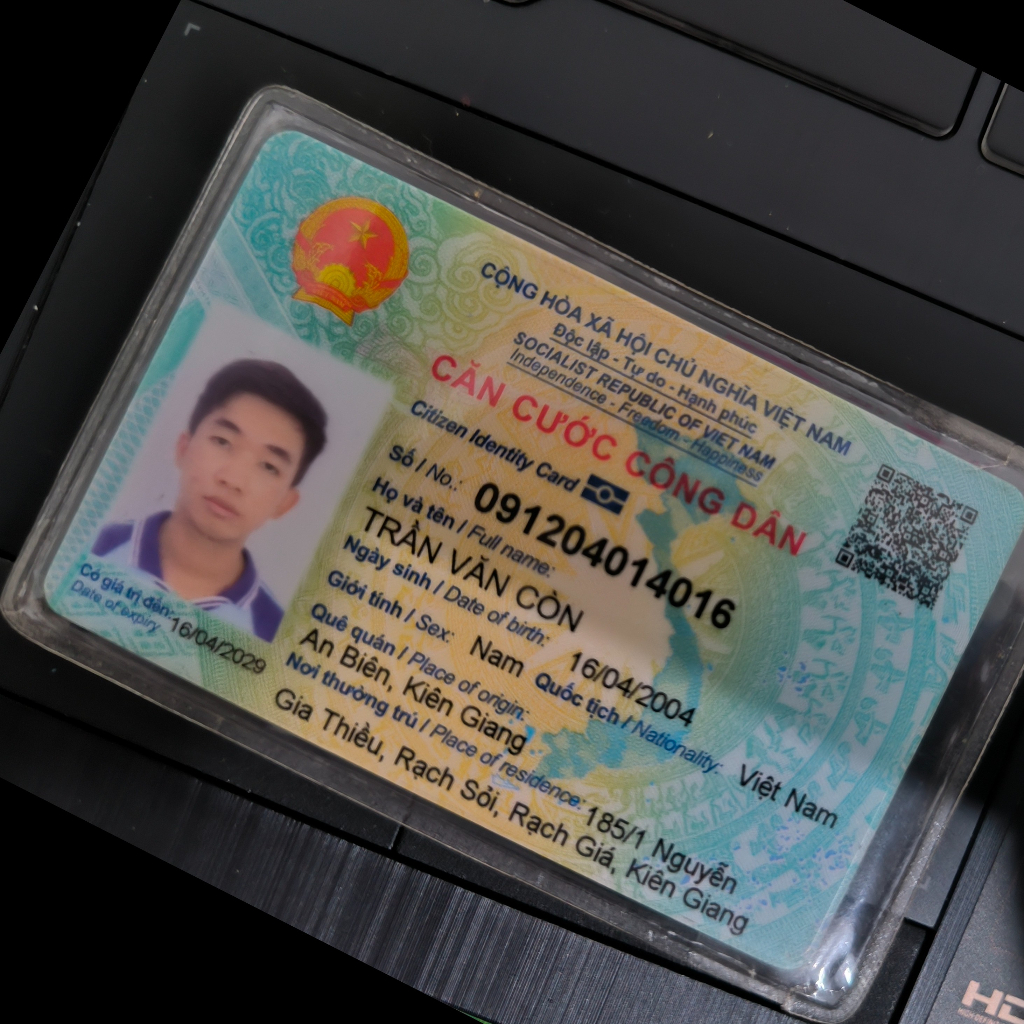 CỘNG HÒA XÃ HỘI CHỦ NGHĨA VIỆT NAM
Độc lập - Tự do - Hạnh phúc
SOCIALIST REPUBLIC OF VIET NAM
Independence - Freedom - Happiness
CĂN CƯỚC CÔNG DÂN
Citizen Identity Card
Số / No.: 091204014016
Họ và tên / Full name:
TRẦN VĂN CÒN
Ngày sinh / Date of birth: 16/04/2004
Giới tính / Sex: Nam Quốc tịch / Nationality: Việt Nam
Quê quán / Place of origin:
An Biên, Kiên Giang
Nơi thường trú / Place of residence: 185/1 Nguyễn
Gia Thiều, Rạch Sỏi, Rạch Giá, Kiên Giang
Có giá trị đến: 16/04/2029
Date of expiry